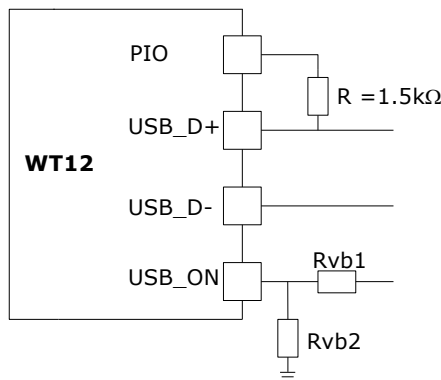 PIO
R =1.5kΩ
USB_D+
WT12
USB_D-
Rvb1
USB_ON
Rvb2